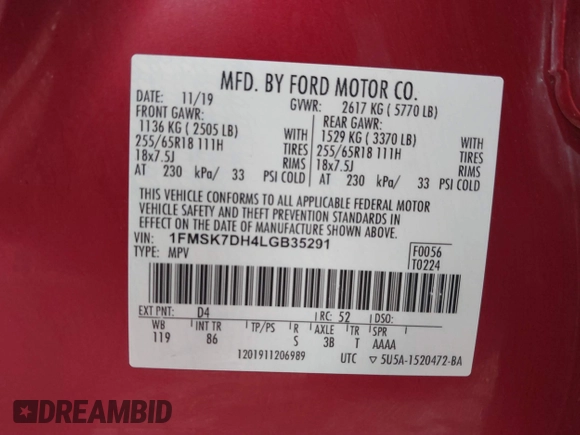 MFD. BY FORD MOTOR CO.
DATE: 11/19 GVWR: 2617 KG ( 5770 LB)
FRONT GAWR: REAR GAWR:
1136 KG ( 2505 LB) WITH 1529 KG ( 3370 LB) WITH
255/65R18 111H TIRES 255/65R18 111H TIRES
18x7.5J RIMS 18x7.5J RIMS
AT 230 kPa/ 33 PSI COLD AT 230 kPa/ 33 PSI COLD
THIS VEHICLE CONFORMS TO ALL APPLICABLE FEDERAL MOTOR
VEHICLE SAFETY AND THEFT PREVENTION STANDARDS IN
EFFECT ON THE DATE OF MANUFACTURE SHOWN ABOVE.
VIN: 1FMSK7DH4LGB35291 F0056
TYPE: MPV T0224
EXT PNT: D4 RC: 52 DSO:
WB INT TR TP/PS R AXLE TR SPR
119 86 S 3B T AAAA
1201911206989 UTC ▽ 5U5A-1520472-BA
DREAMBID